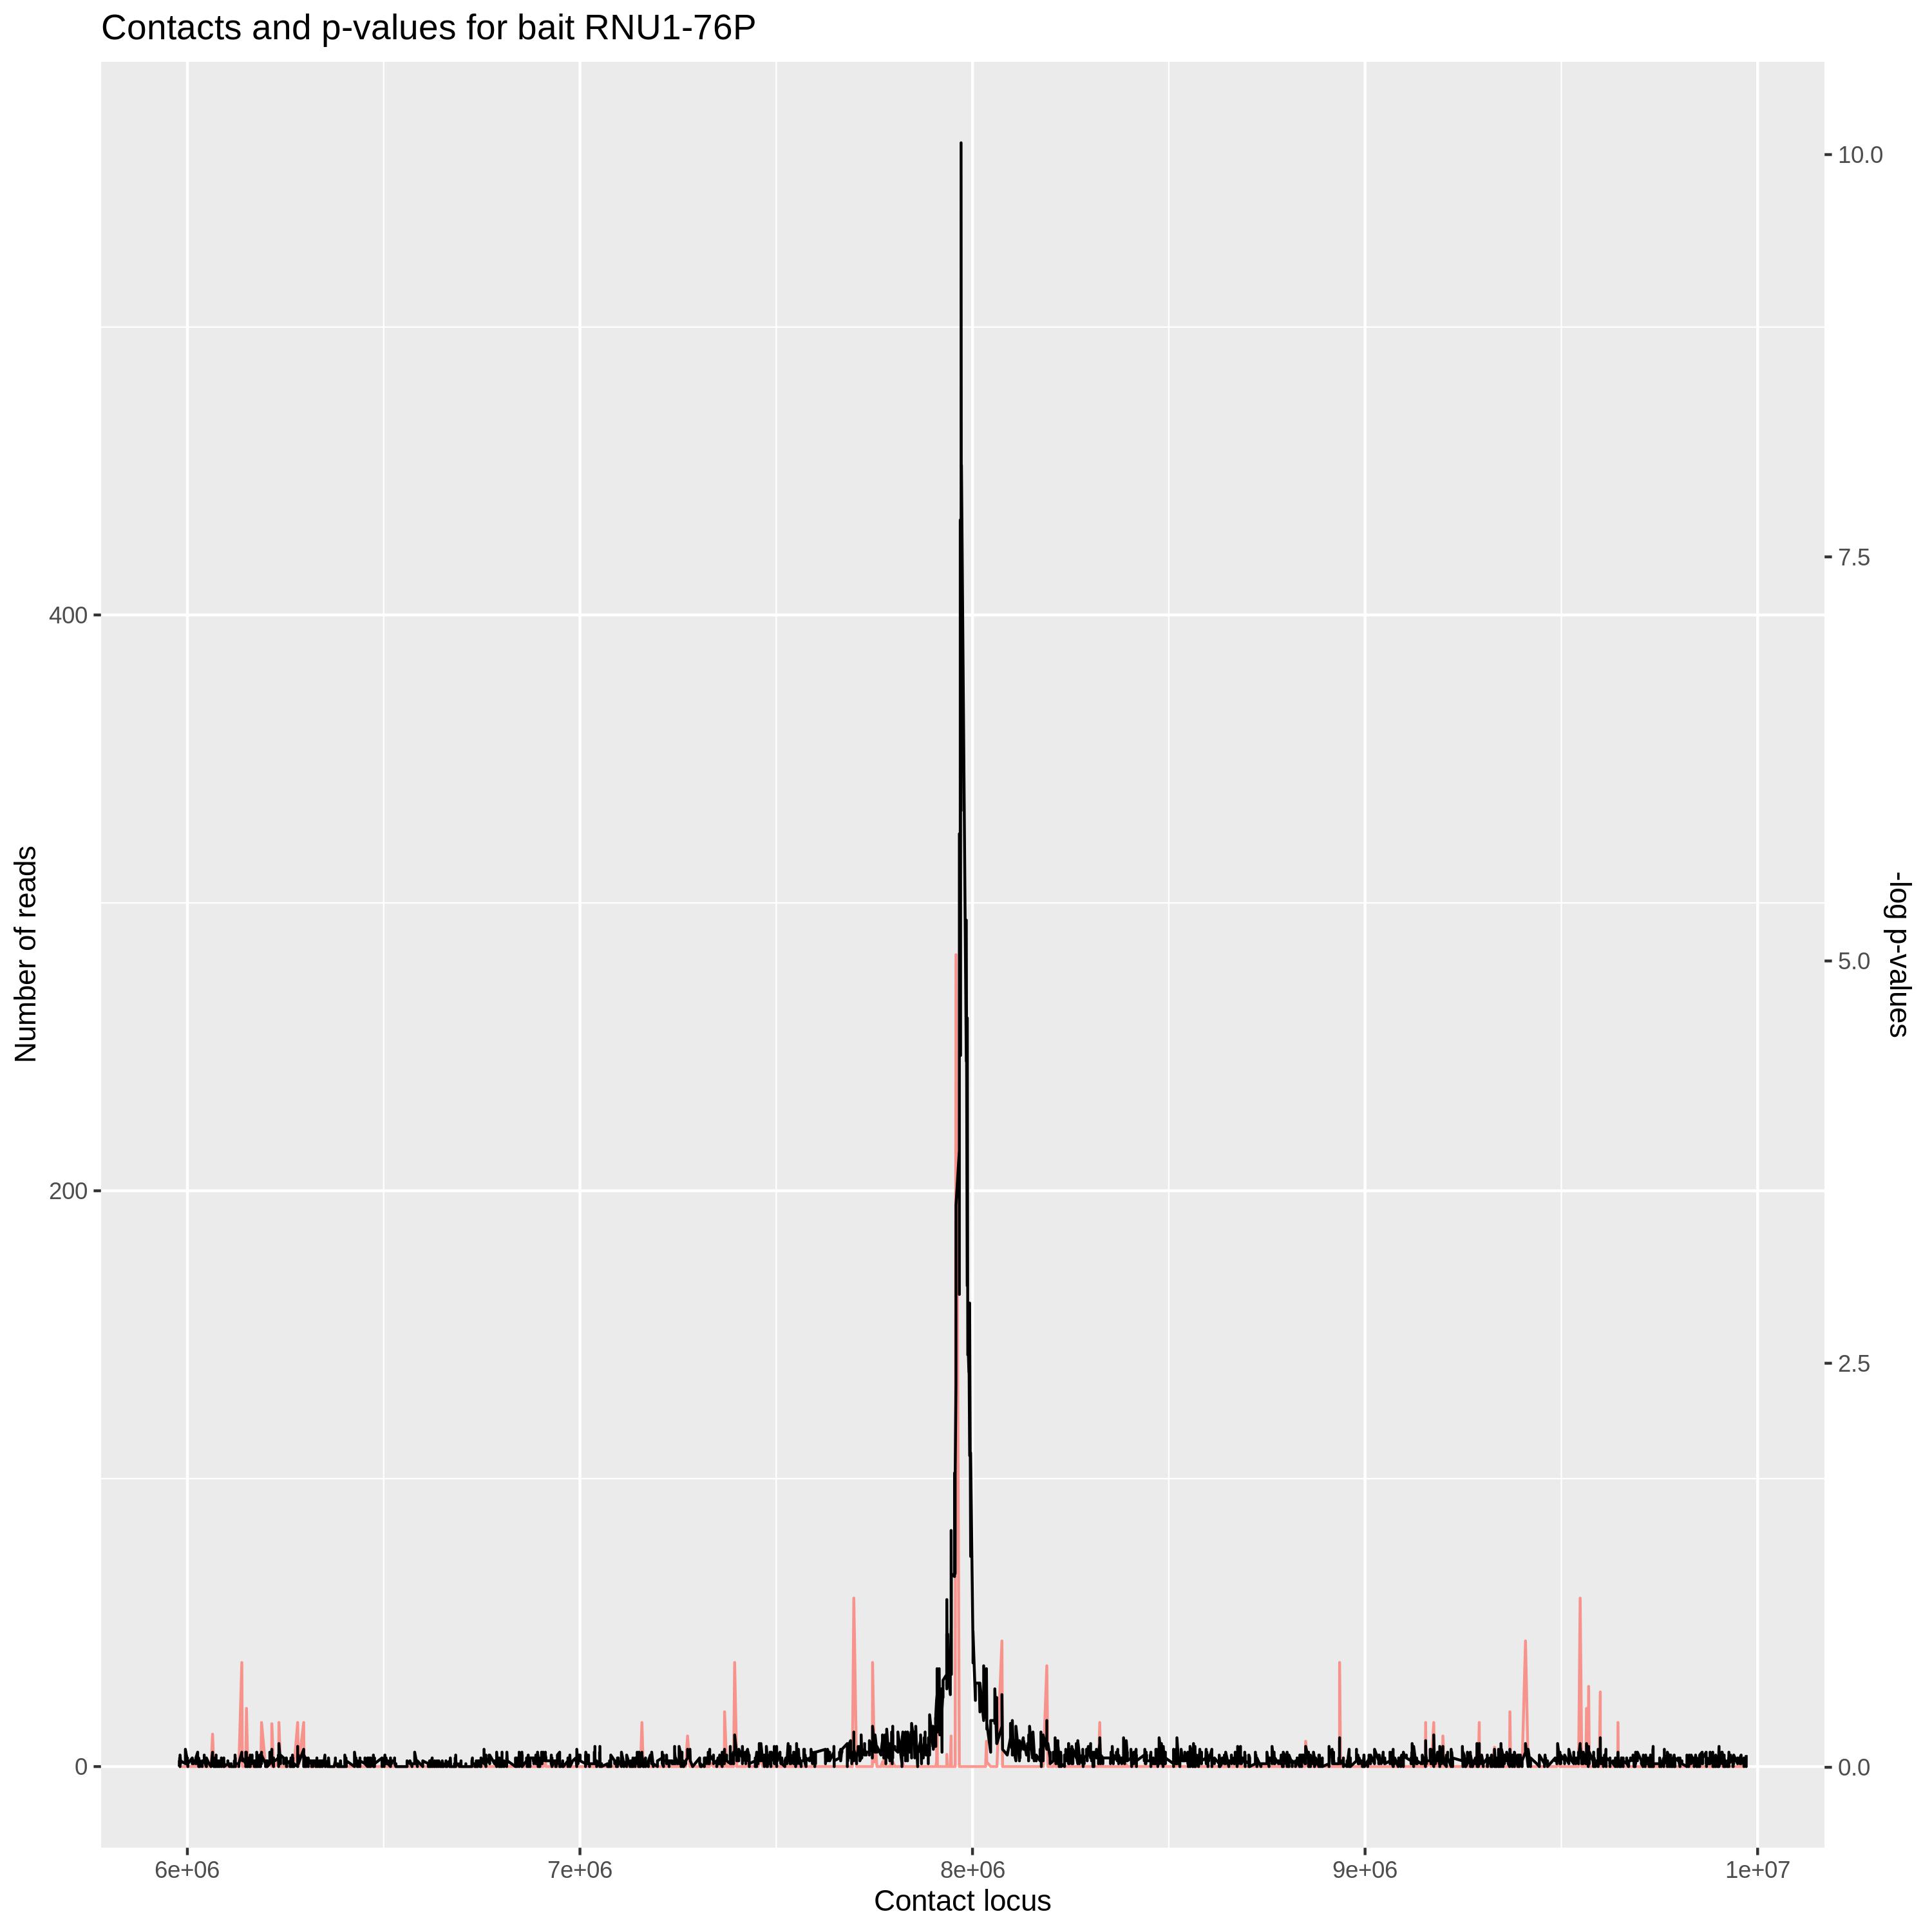 Contacts and p-values for bait RNU1-76P
Number of reads
400
200
0
10.0
7.5
5.0
2.5
0.0
-log p-values
6e+06
7e+06
8e+06
9e+06
1e+07
Contact locus